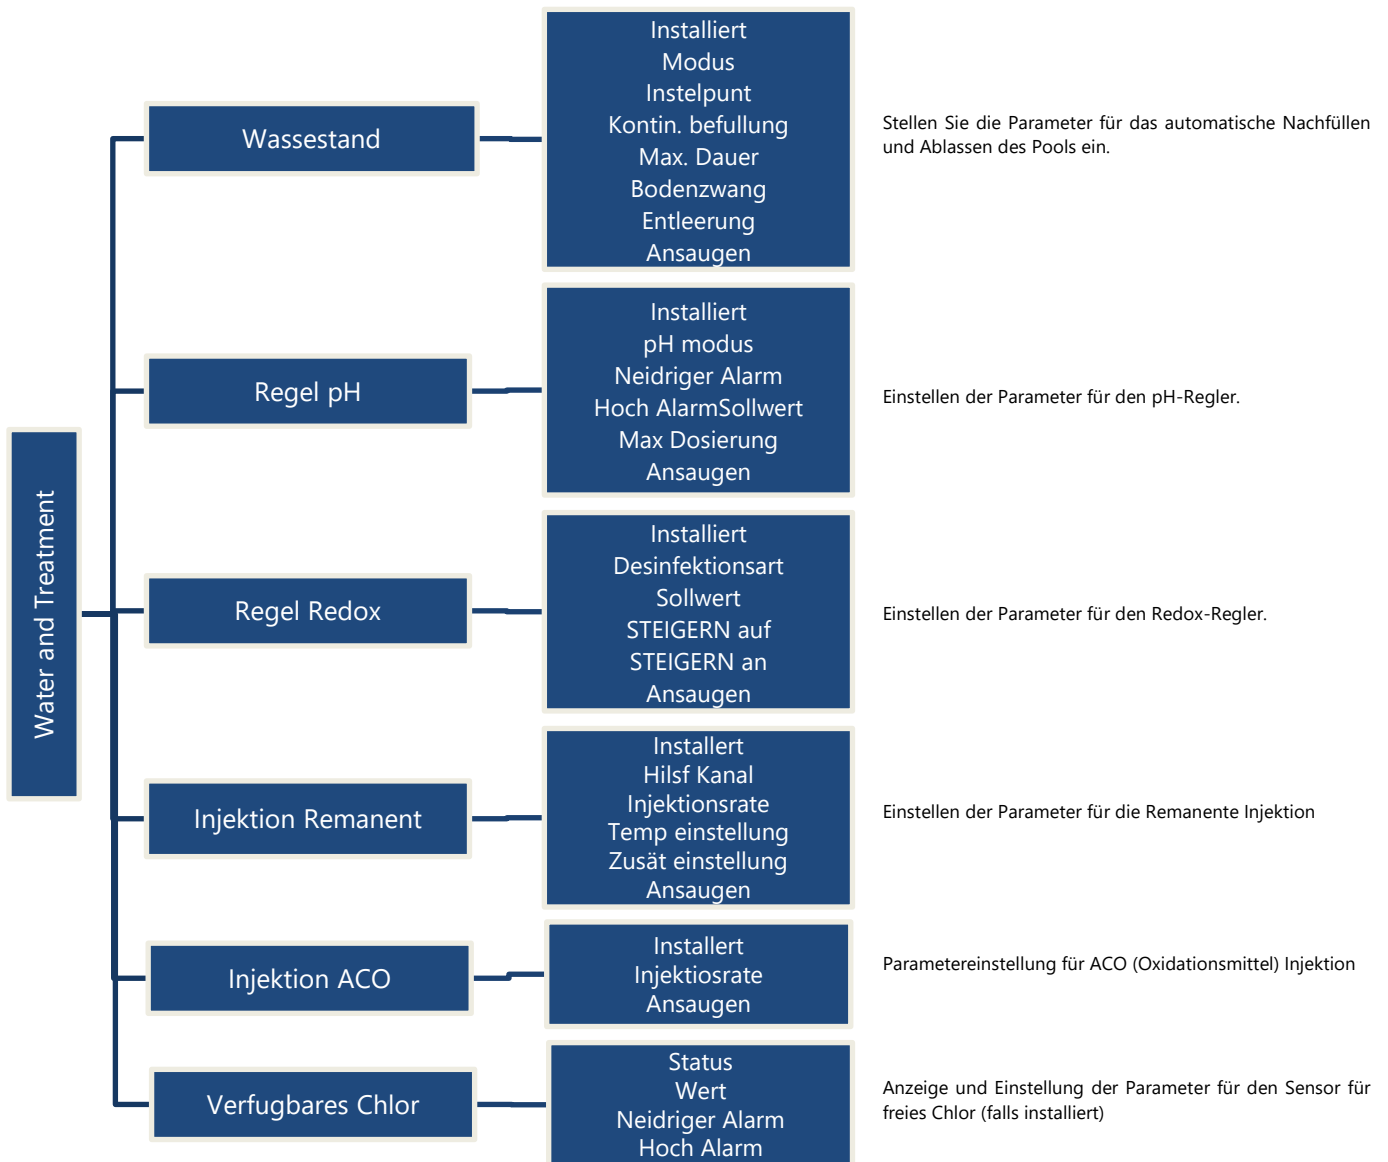 Water and Treatment
Wassestand
Installiert
Modus
Instelpunt
Kontin. befullung
Max. Dauer
Bodenzwang
Entleerung
Ansaugen
Stellen Sie die Parameter für das automatische Nachfüllen
und Ablassen des Pools ein.
Regel pH
Installiert
pH modus
Neidriger Alarm
Hoch AlarmSollwert
Max Dosierung
Ansaugen
Einstellen der Parameter für den pH-Regler.
Regel Redox
Installiert
Desinfektionsart
Sollwert
STEIGERN auf
STEIGERN an
Ansaugen
Einstellen der Parameter für den Redox-Regler.
Injektion Remanent
Installert
Hilsf Kanal
Injektionsrate
Temp einstellung
Zusät einstellung
Ansaugen
Einstellen der Parameter für die Remanente Injektion
Injektion ACO
Installert
Injektiosrate
Ansaugen
Parametereinstellung für ACO (Oxidationsmittel) Injektion
Verfugbares Chlor
Status
Wert
Neidriger Alarm
Hoch Alarm
Anzeige und Einstellung der Parameter für den Sensor für
freies Chlor (falls installiert)